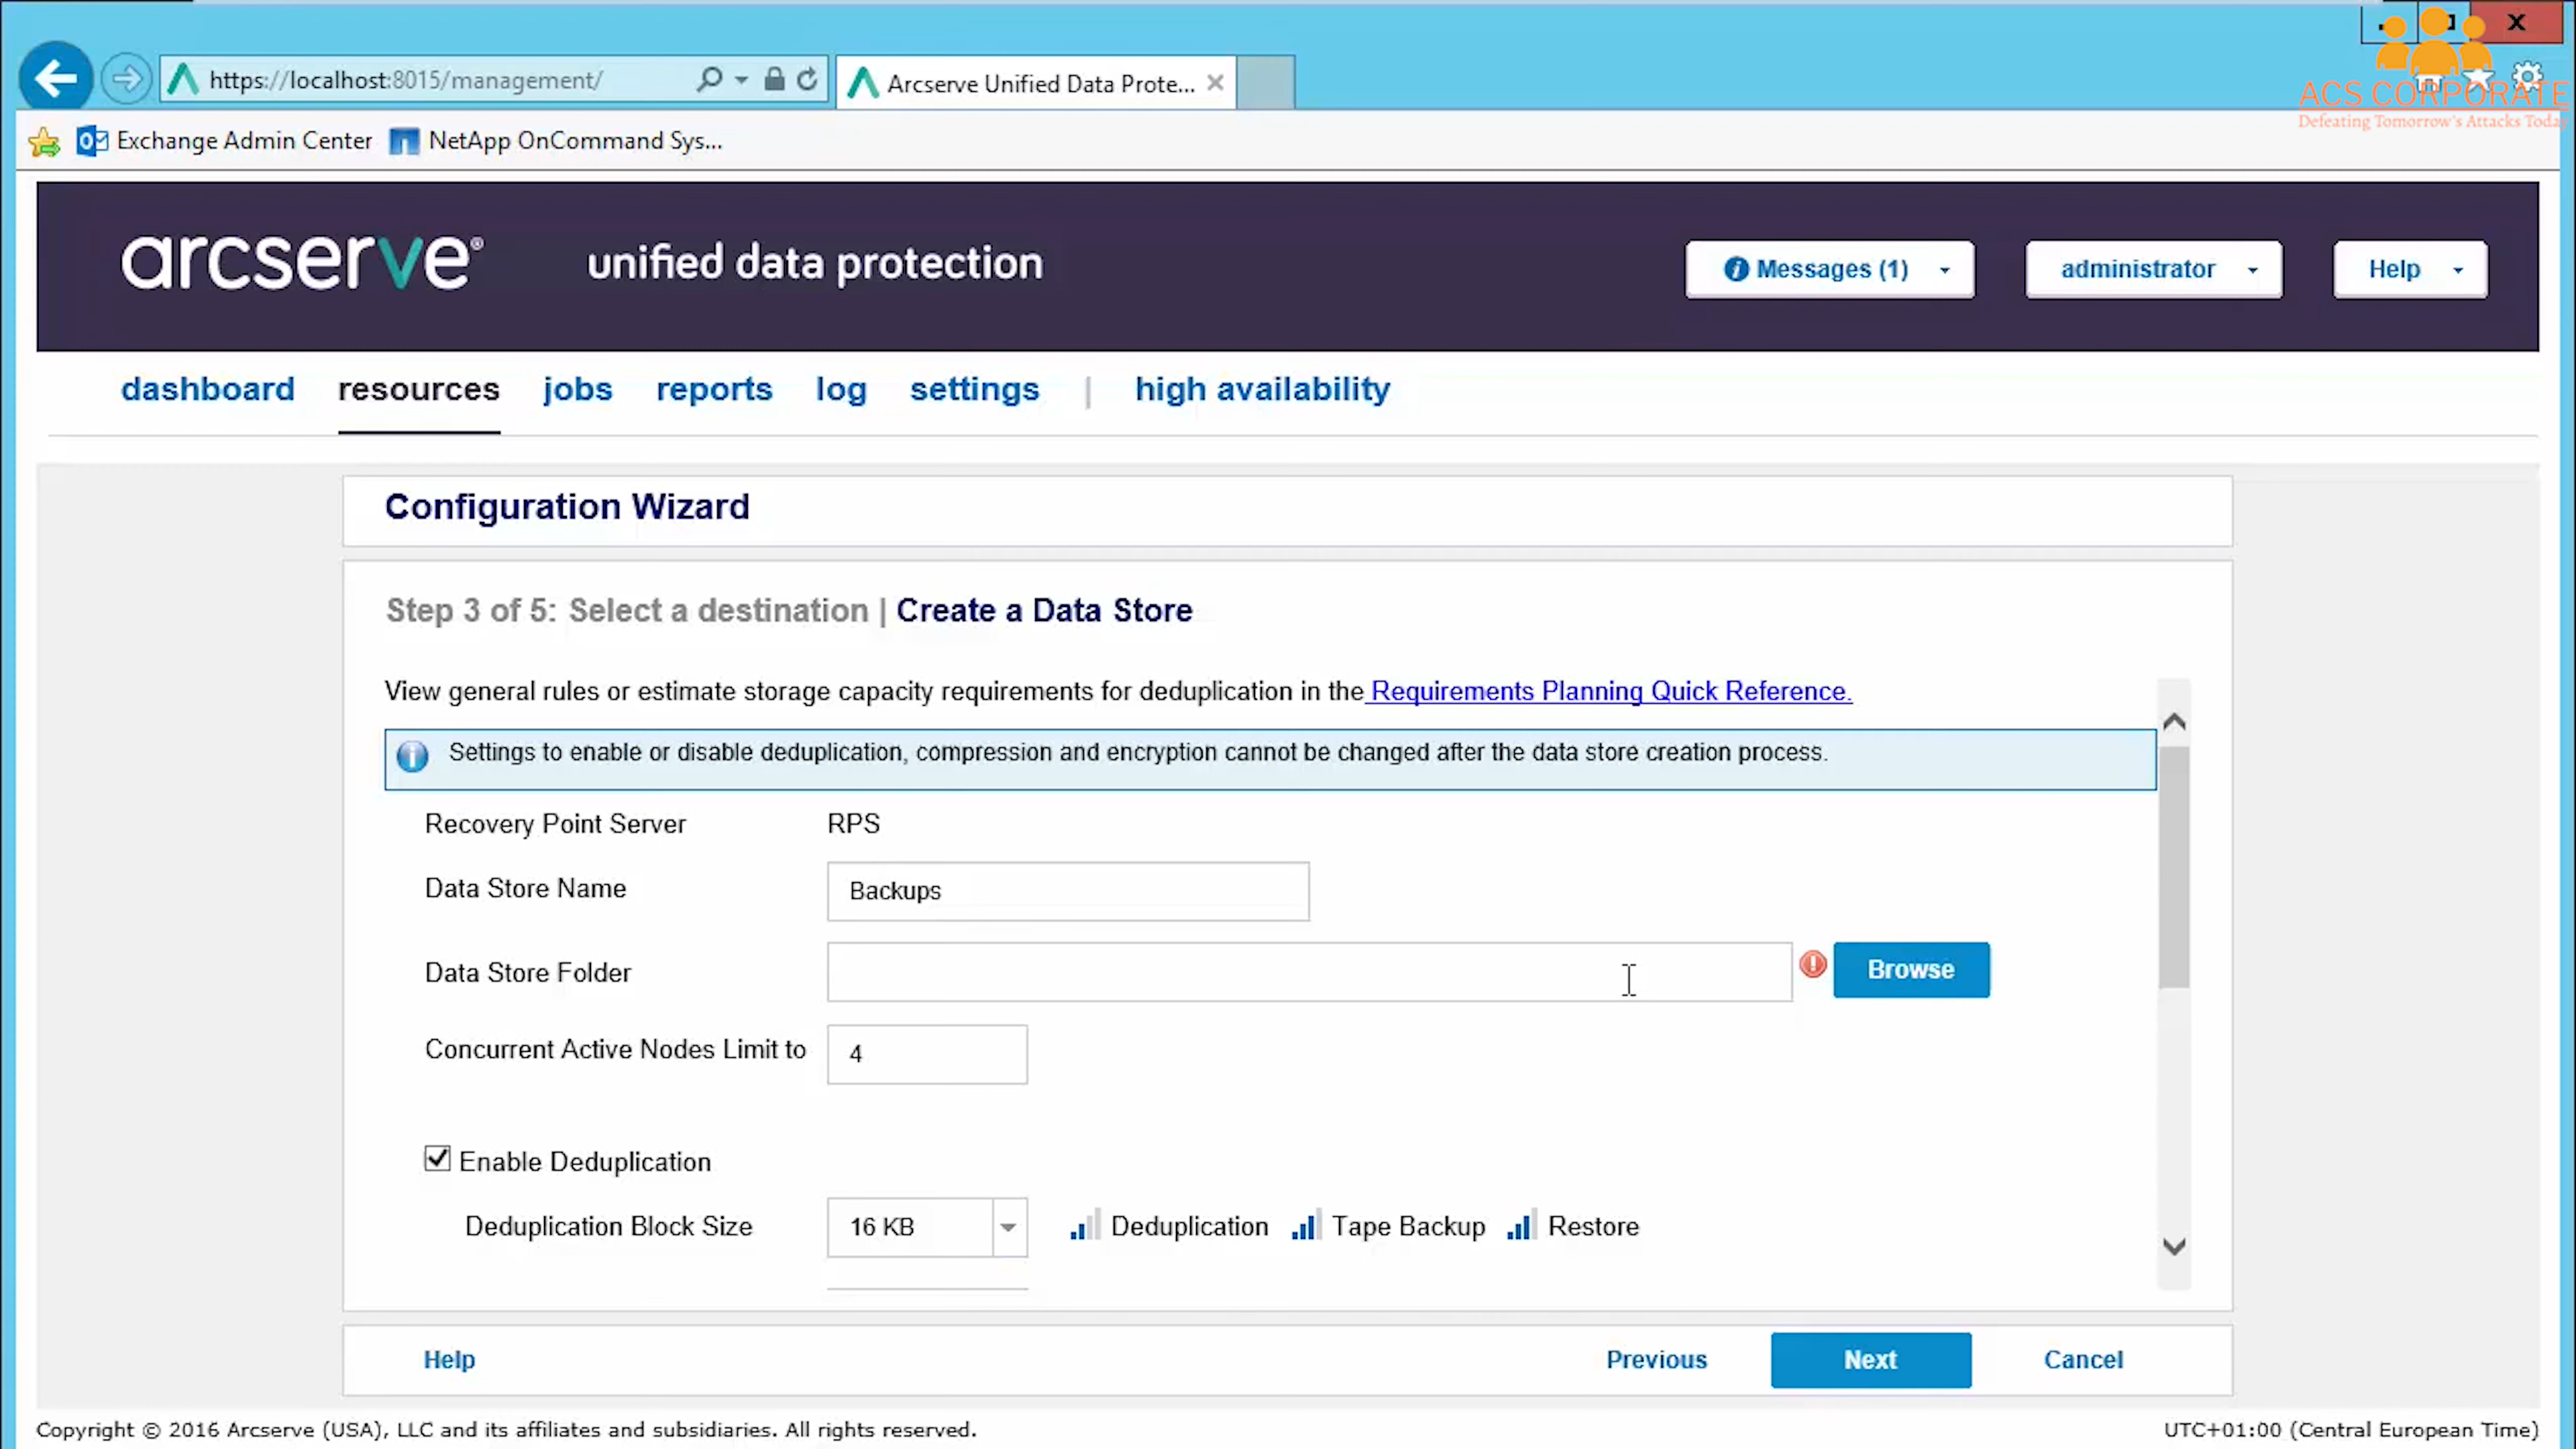 https://localhost:8015/management/
Arcserve Unified Data Prote...
ACS CORPORATE
Defeating Tomorrow's Attacks Today
Exchange Admin Center
NetApp OnCommand Sys...
arcserve®
unified data protection
Messages (1)
administrator
Help
dashboard
resources
jobs
reports
log
settings
|
high availability
Configuration Wizard
Step 3 of 5: Select a destination | Create a Data Store
View general rules or estimate storage capacity requirements for deduplication in the Requirements Planning Quick Reference.
Settings to enable or disable deduplication, compression and encryption cannot be changed after the data store creation process.
Recovery Point Server
RPS
Data Store Name
Backups
Data Store Folder
Browse
Concurrent Active Nodes Limit to
4
Enable Deduplication
Deduplication Block Size
16 KB
Deduplication
Tape Backup
Restore
Help
Previous
Next
Cancel
Copyright © 2016 Arcserve (USA), LLC and its affiliates and subsidiaries. All rights reserved.
UTC+01:00 (Central European Time)